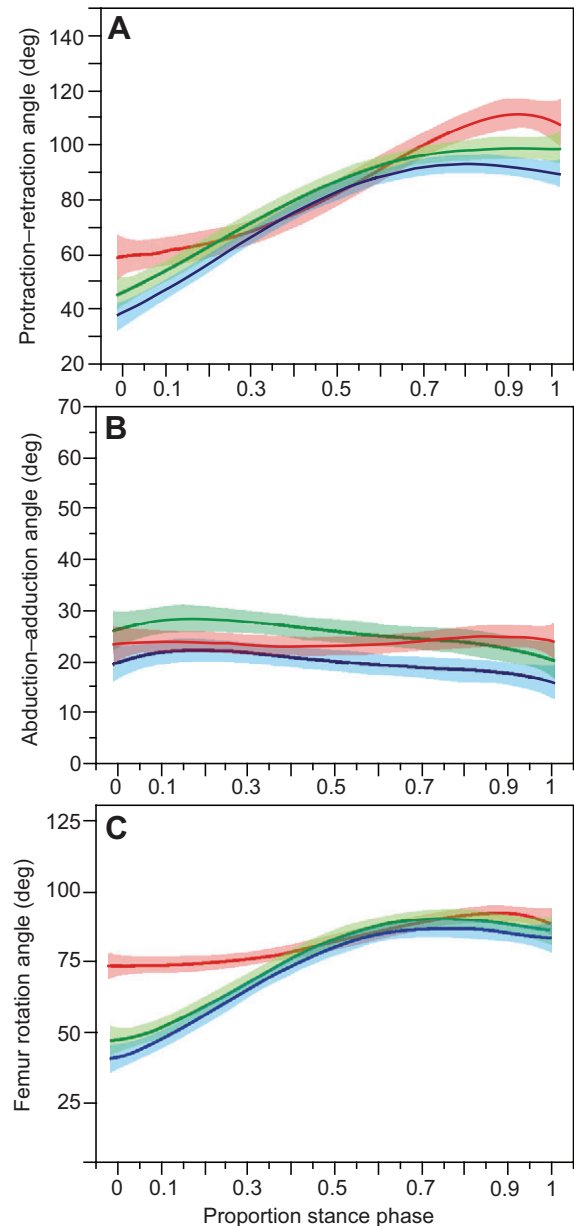 A
Protraction–retraction angle (deg)
140
120
100
80
60
40
20
0 0.1 0.3 0.5 0.7 0.9 1
B
Abduction–adduction angle (deg)
70
60
50
40
30
20
10
0
0 0.1 0.3 0.5 0.7 0.9 1
C
Femur rotation angle (deg)
125
100
75
50
25
0 0.1 0.3 0.5 0.7 0.9 1
Proportion stance phase